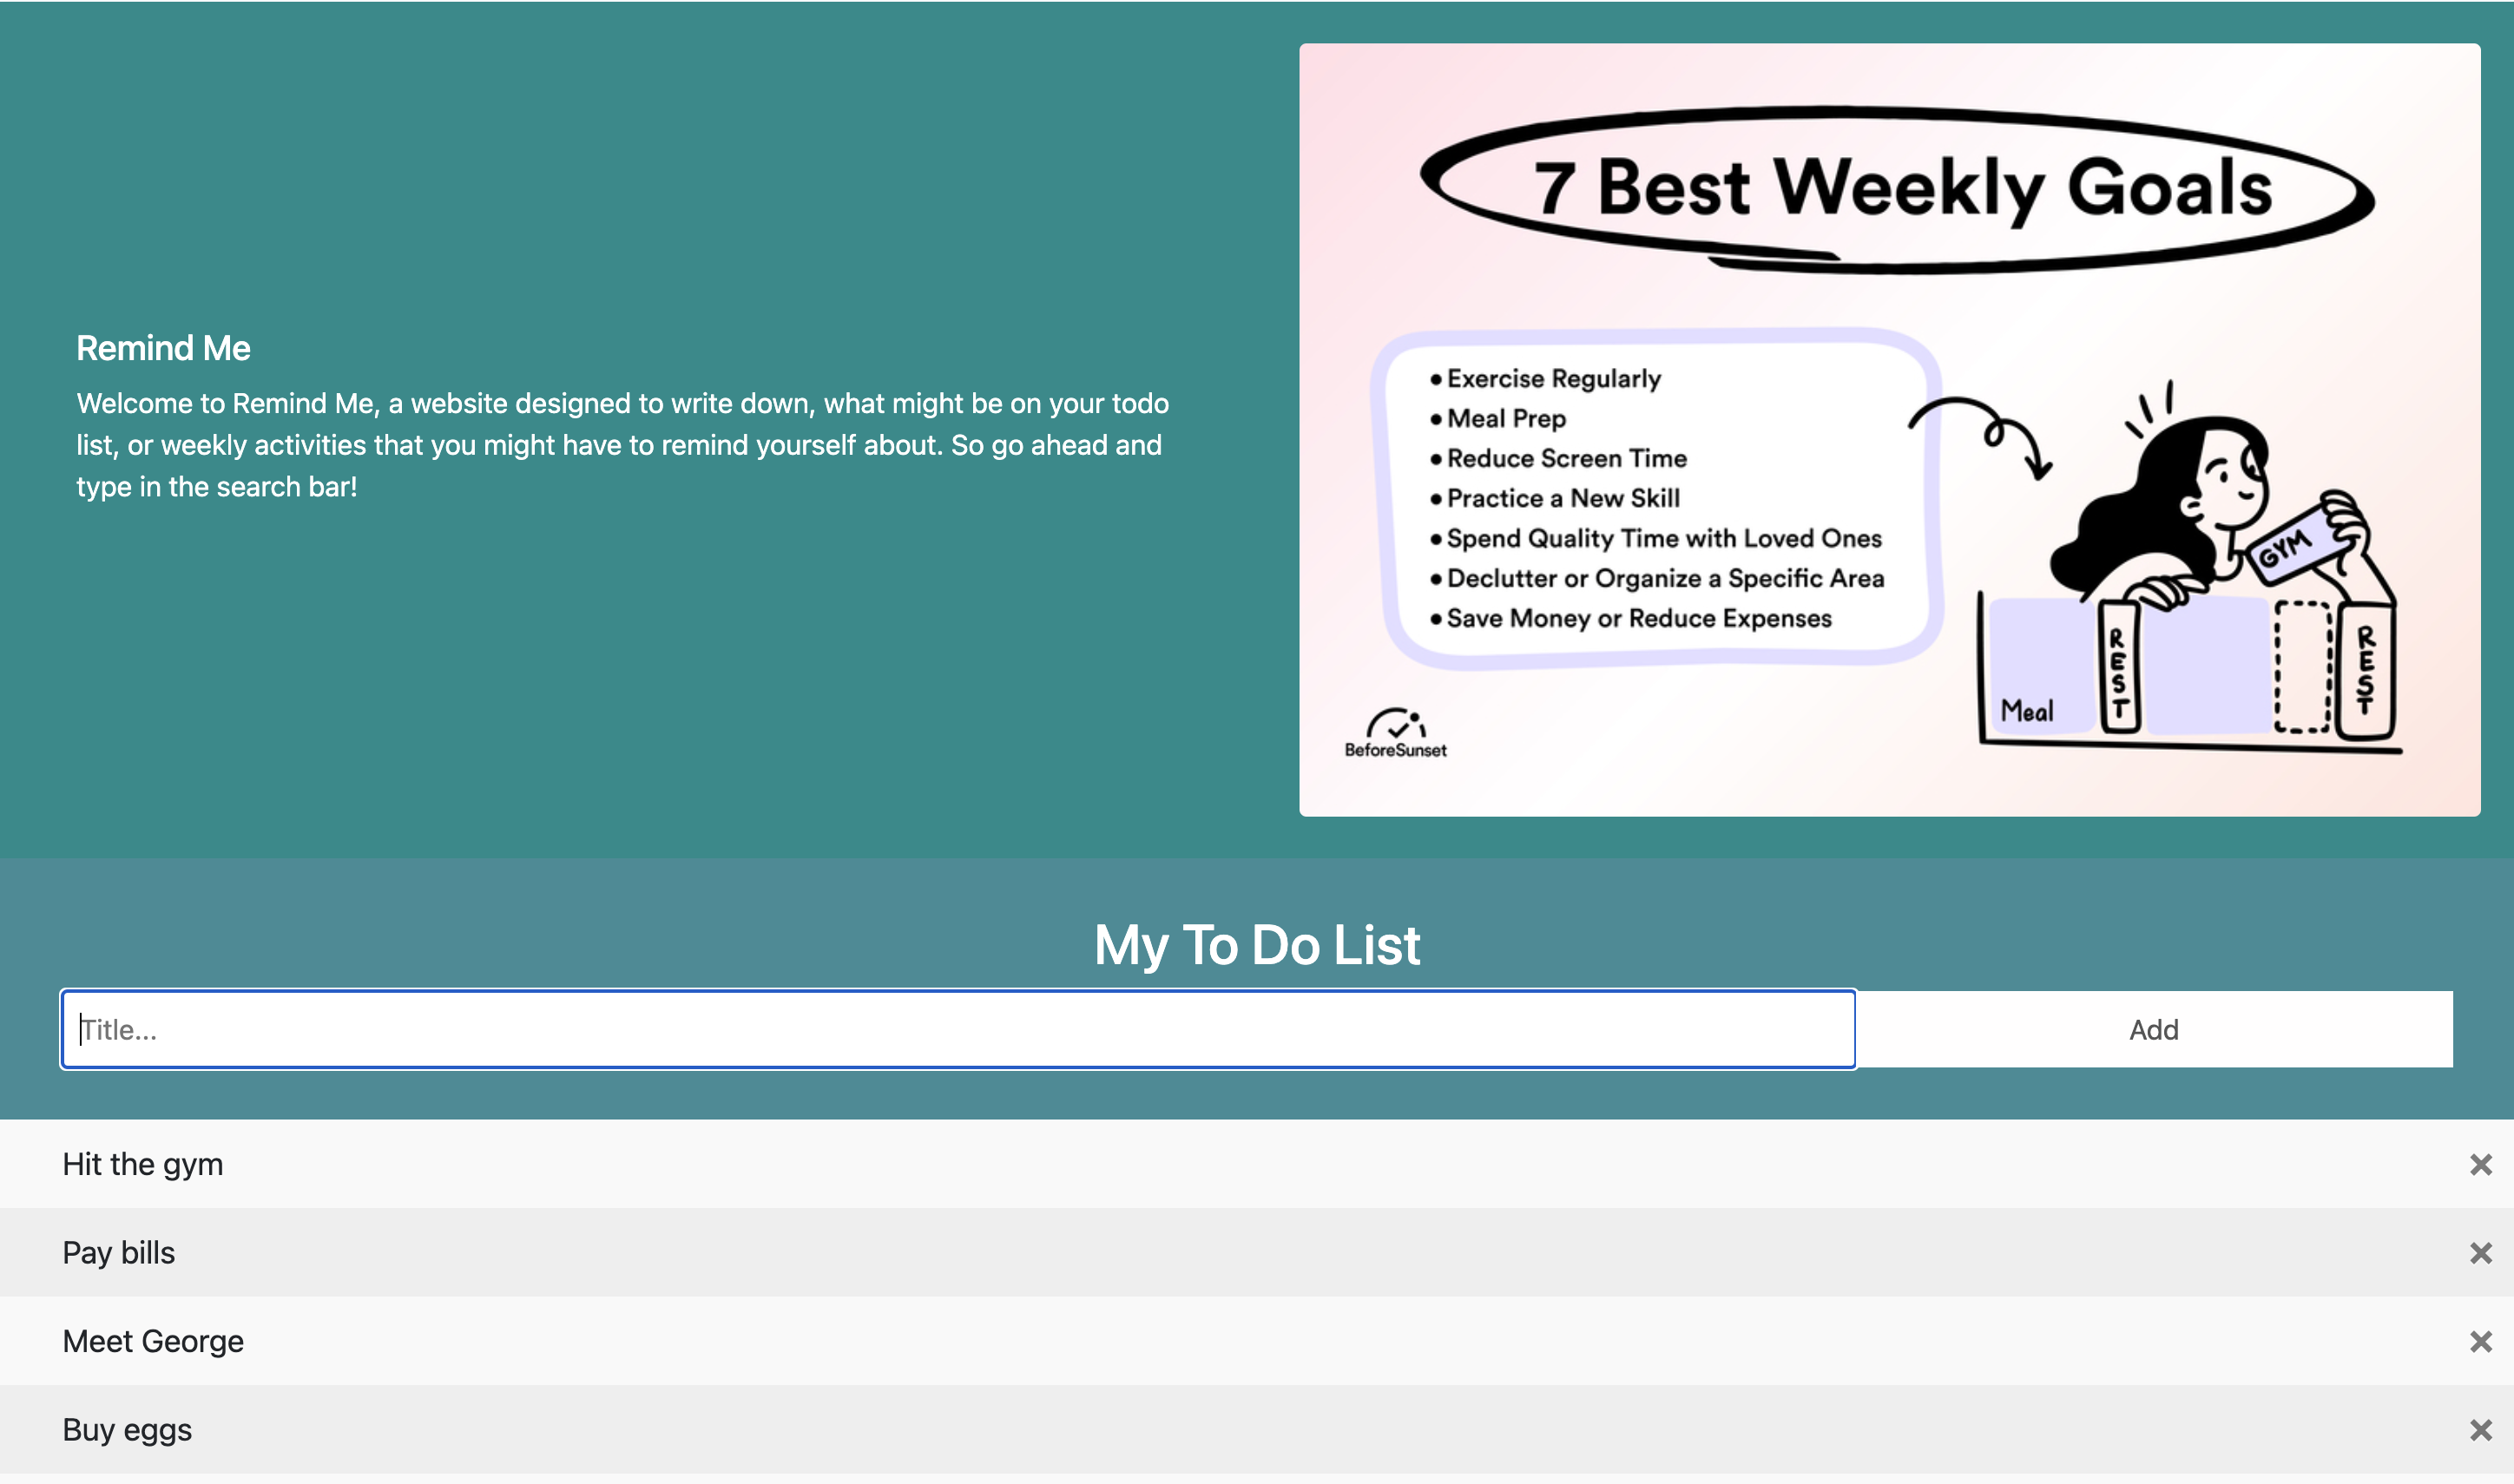 Remind Me
Welcome to Remind Me, a website designed to write down, what might be on your todo
list, or weekly activities that you might have to remind yourself about. So go ahead and
type in the search bar!
7 Best Weekly Goals
• Exercise Regularly
• Meal Prep
• Reduce Screen Time
• Practice a New Skill
• Spend Quality Time with Loved Ones
• Declutter or Organize a Specific Area
• Save Money or Reduce Expenses
GYM
Meal
REST
REST
BeforeSunset
My To Do List
Title...
Add
Hit the gym
Pay bills
Meet George
Buy eggs